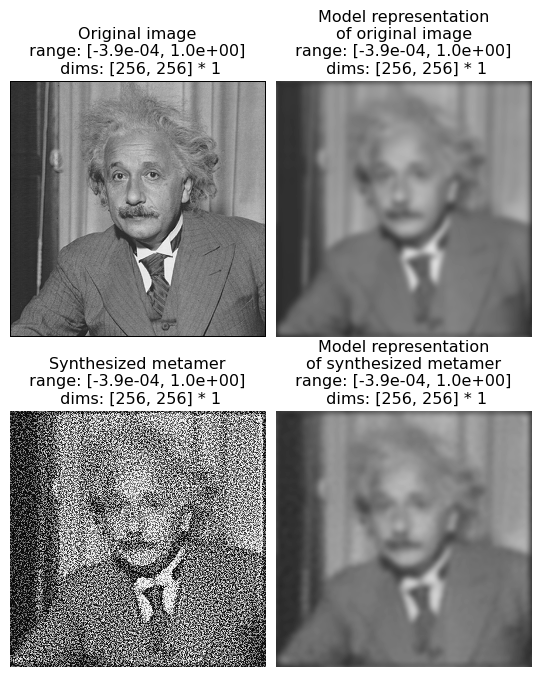 Original image
range: [-3.9e-04, 1.0e+00]
dims: [256, 256] * 1
Model representation
of original image
range: [-3.9e-04, 1.0e+00]
dims: [256, 256] * 1
Synthesized metamer
range: [-3.9e-04, 1.0e+00]
dims: [256, 256] * 1
Model representation
of synthesized metamer
range: [-3.9e-04, 1.0e+00]
dims: [256, 256] * 1